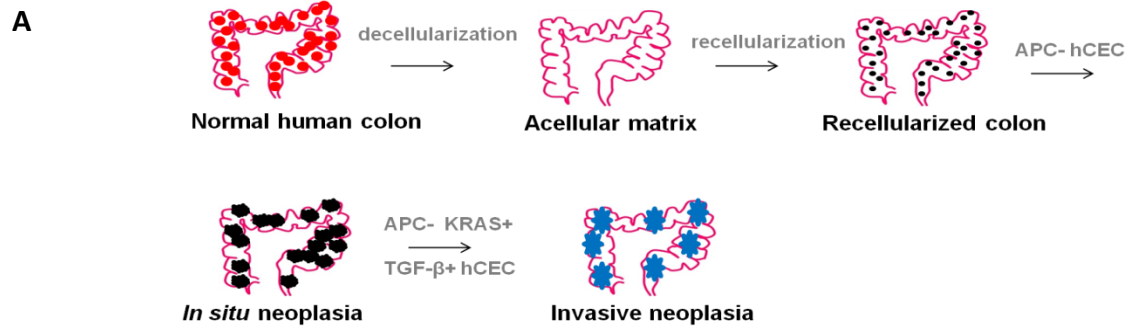 A
decellularization
recellularization
APC- hCEC
Normal human colon
Acellular matrix
Recellularized colon
APC- KRAS+
TGF-β+ hCEC
In situ neoplasia
Invasive neoplasia